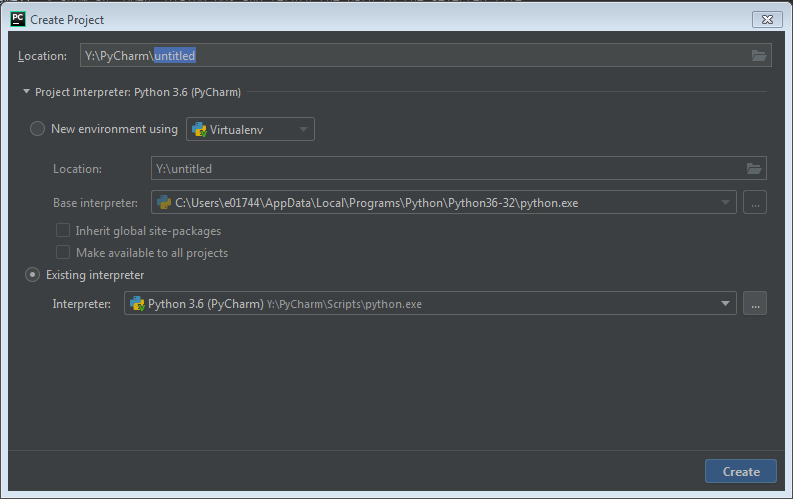 PC Create Project
Location: Y:\PyCharm\untitled
Project Interpreter: Python 3.6 (PyCharm)
New environment using Virtualenv
Location: Y:\untitled
Base interpreter: C:\Users\e01744\AppData\Local\Programs\Python\Python36-32\python.exe ...
Inherit global site-packages
Make available to all projects
Existing interpreter
Interpreter: Python 3.6 (PyCharm) Y:\PyCharm\Scripts\python.exe ...
Create